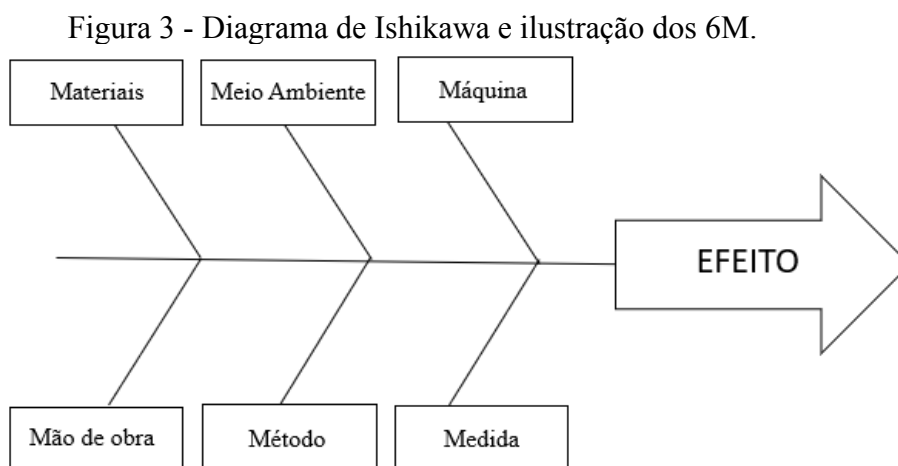 Figura 3 - Diagrama de Ishikawa e ilustração dos 6M.
Materiais
Meio Ambiente
Máquina
EFEITO
Mão de obra
Método
Medida